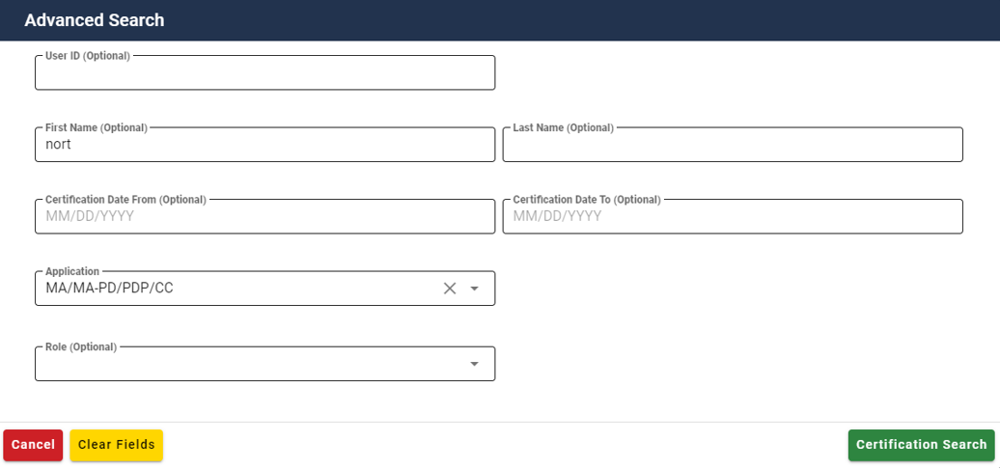 Advanced Search
User ID (Optional)
First Name (Optional)
nort
Last Name (Optional)
Certification Date From (Optional)
MM/DD/YYYY
Certification Date To (Optional)
MM/DD/YYYY
Application
MA/MA-PD/PDP/CC
Role (Optional)
Cancel
Clear Fields
Certification Search